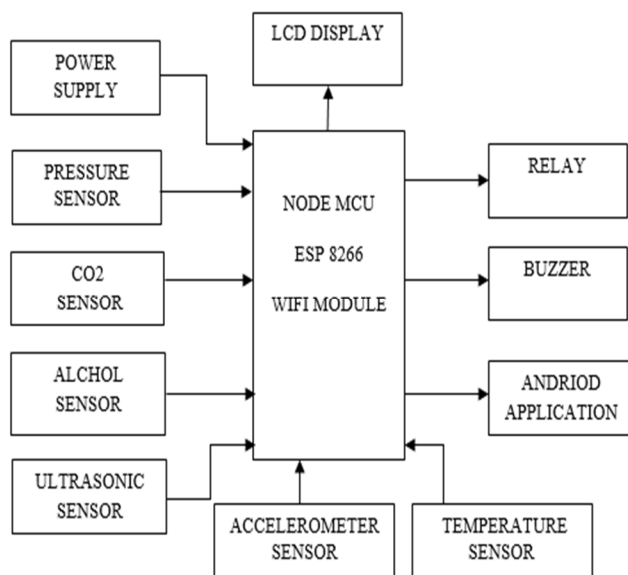 LCD DISPLAY
POWER
SUPPLY
PRESSURE
SENSOR
CO2
SENSOR
ALCHOL
SENSOR
ULTRASONIC
SENSOR
NODE MCU
ESP 8266
WIFI MODULE
RELAY
BUZZER
ANDRIOD
APPLICATION
ACCELEROMETER
SENSOR
TEMPERATURE
SENSOR